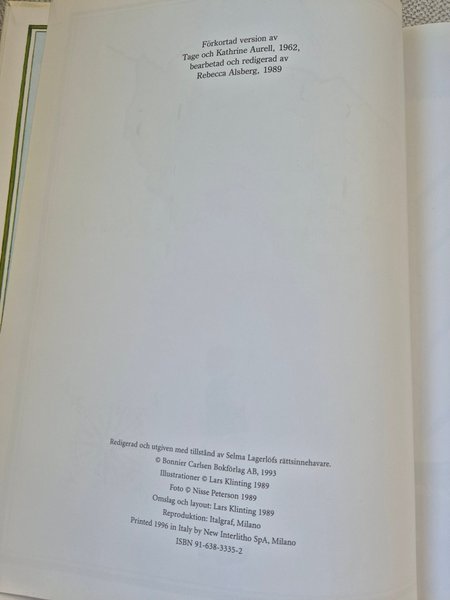 Förkortad version av
Tage och Kathrine Aurell, 1962,
bearbetad och redigerad av
Rebecca Alsberg, 1989
Redigerad och utgiven med tillstånd av Selma Lagerlöfs rättsinnehavare.
© Bonnier Carlsen Bokförlag AB, 1993
Illustrationer © Lars Klinting 1989
Foto © Nisse Peterson 1989
Omslag och layout: Lars Klinting 1989
Reproduktion: Italgraf, Milano
Printed 1996 in Italy by New Interlitho SpA, Milano
ISBN 91-638-3335-2